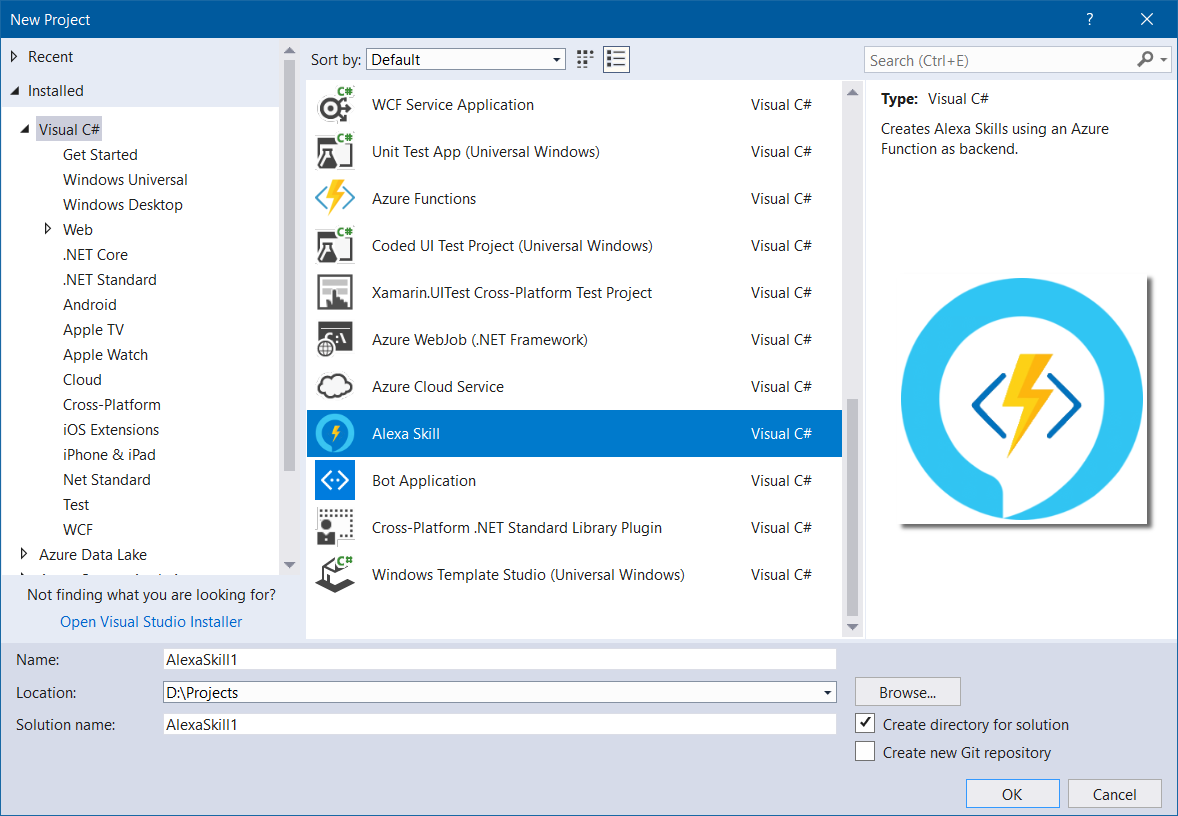 New Project
?
Recent
Installed
Visual C#
Get Started
Windows Universal
Windows Desktop
Web
.NET Core
.NET Standard
Android
Apple TV
Apple Watch
Cloud
Cross-Platform
iOS Extensions
iPhone & iPad
Net Standard
Test
WCF
Azure Data Lake
Not finding what you are looking for?
Open Visual Studio Installer
Sort by: Default
C# WCF Service Application Visual C#
C# Unit Test App (Universal Windows) Visual C#
Azure Functions Visual C#
C# Coded UI Test Project (Universal Windows) Visual C#
Xamarin.UITest Cross-Platform Test Project Visual C#
Azure WebJob (.NET Framework) Visual C#
Azure Cloud Service Visual C#
Alexa Skill Visual C#
Bot Application Visual C#
Cross-Platform .NET Standard Library Plugin Visual C#
C# Windows Template Studio (Universal Windows) Visual C#
Search (Ctrl+E)
Type: Visual C#
Creates Alexa Skills using an Azure
Function as backend.
Name: AlexaSkill1
Location: D:\Projects
Browse...
Solution name: AlexaSkill1
Create directory for solution
Create new Git repository
OK
Cancel